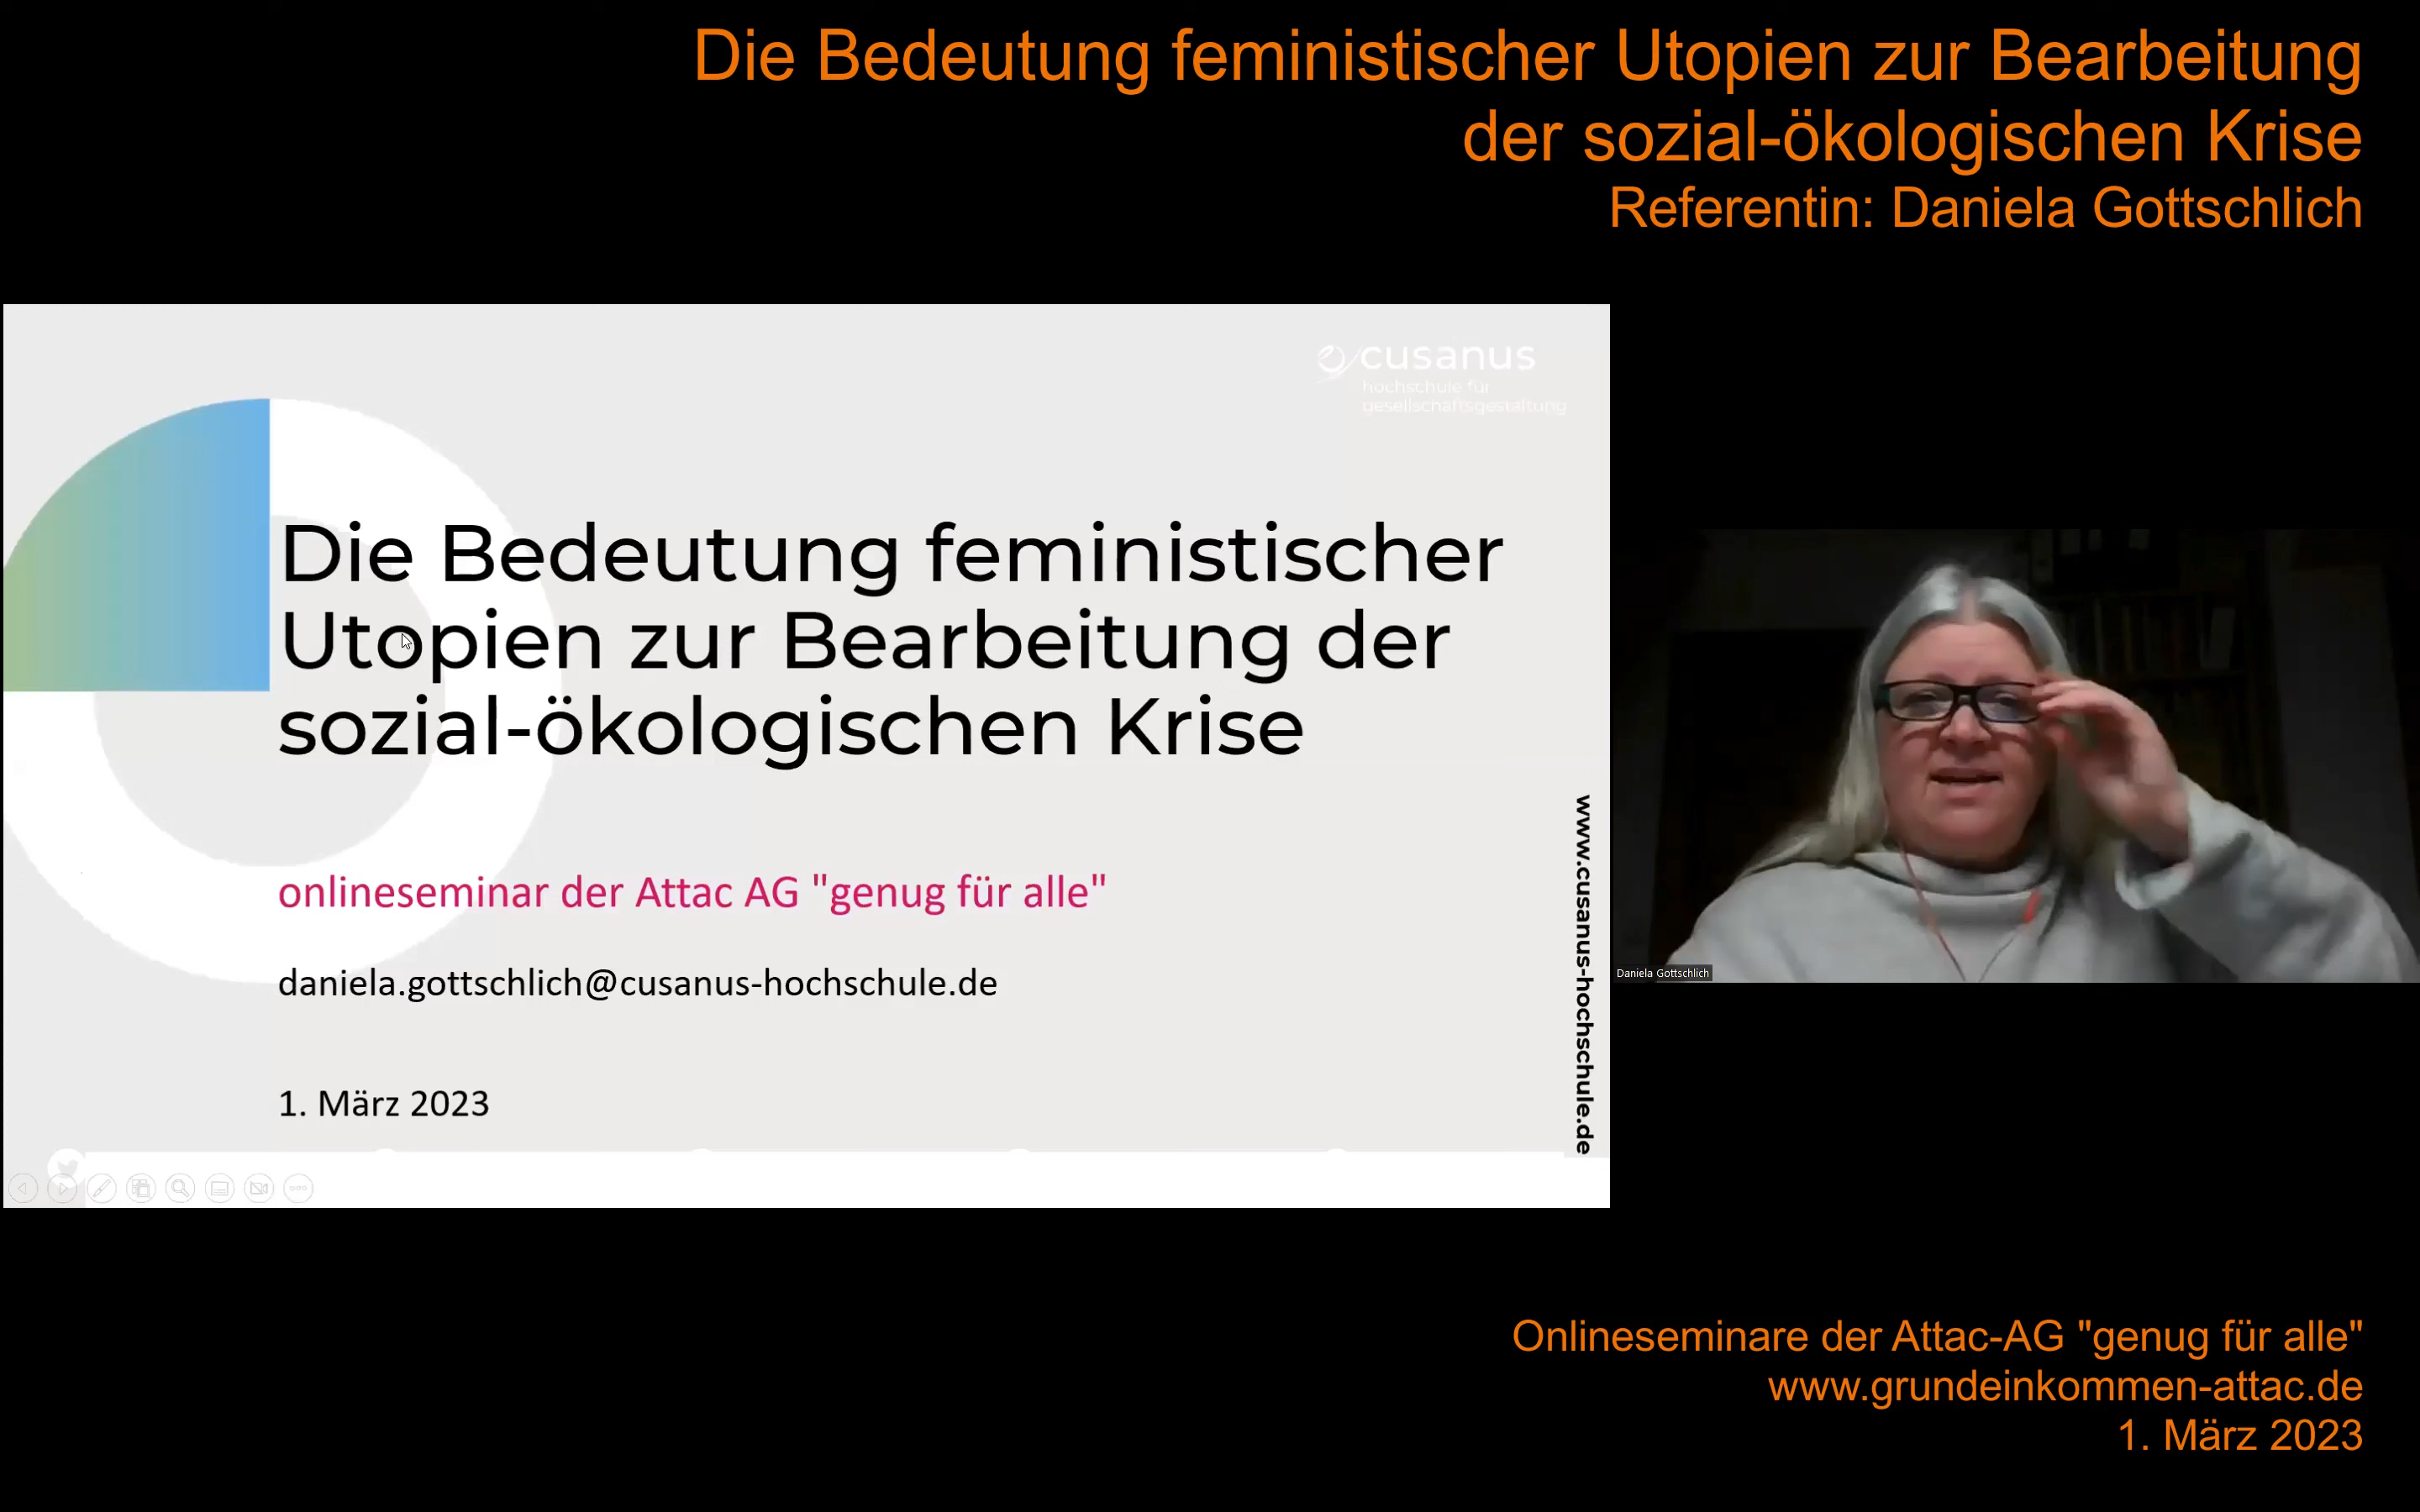 Die Bedeutung feministischer Utopien zur Bearbeitung
der sozial-ökologischen Krise
Referentin: Daniela Gottschlich
cusanus
hochschule für
gesellschaftsgestaltung
Die Bedeutung feministischer
Utopien zur Bearbeitung der
sozial-ökologischen Krise
onlineseminar der Attac AG "genug für alle"
daniela.gottschlich@cusanus-hochschule.de
1. März 2023
www.cusanus-hochschule.de
Daniela Gottschlich
Onlineseminare der Attac-AG "genug für alle"
www.grundeinkommen-attac.de
1. März 2023